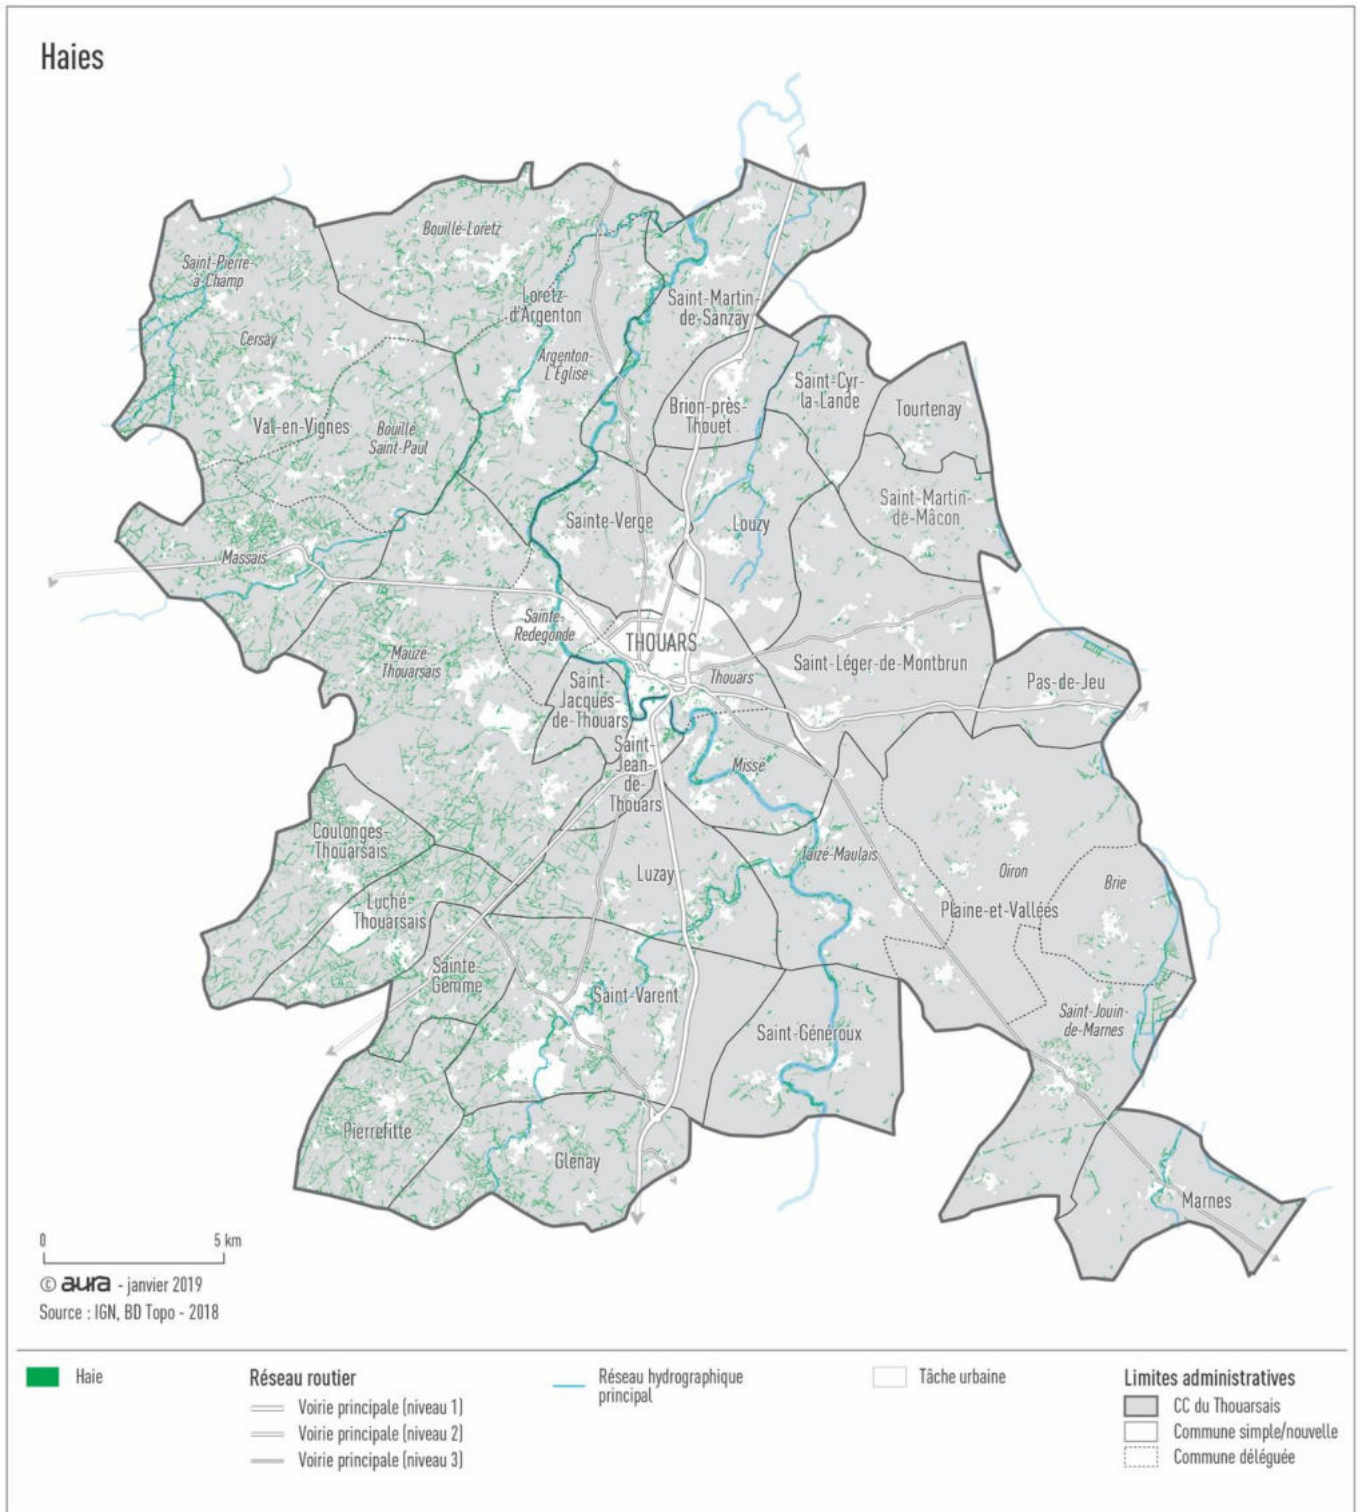 Haies
Bouillé-Loretz
Saint-Pierre-
à-Champ
Loretz-
d'Argenton
Saint-Martin-
de-Sanzay
Cersay
Argenton-
L'Église
Saint-Cyr-
la-Lande
Brion-près-
Thouet
Tourtenay
Val-en-Vignes
Bouillé
Saint-Paul
Saint-Martin-
de-Mâcon
Sainte-Verge
Louzy
Massais
Sainte-
Redegonde
THOUARS
Mauzé
Thouarsais
Saint-Léger-de-Montbrun
Thouars
Pas-de-Jeu
Saint-
Jacques-
de-Thouars
Saint-
Jean-
de-
Thouars
Missé
Coulonges-
Thouarsais
Luzay
Taizé-Maulais
Oiron
Brie
Luché-
Thouarsais
Plaine-et-Vallées
Sainte-
Gemme
Saint-Varent
Saint-Généroux
Saint-Jouin-
de-Marnes
Pierrefitte
Glénay
Marnes
0 5 km
© aura - janvier 2019
Source : IGN, BD Topo - 2018
Haie
Réseau routier
Voirie principale (niveau 1)
Voirie principale (niveau 2)
Voirie principale (niveau 3)
Réseau hydrographique
principal
Tâche urbaine
Limites administratives
CC du Thouarsais
Commune simple/nouvelle
Commune déléguée